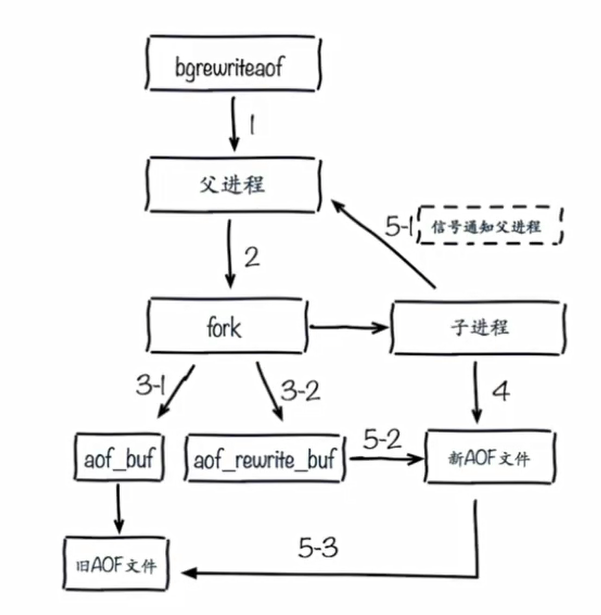 bgrewriteaof
1
父进程
5-1
信号通知父进程
2
fork
子进程
3-1
3-2
4
aof_buf
aof_rewrite_buf
5-2
新AOF文件
5-3
旧AOF文件